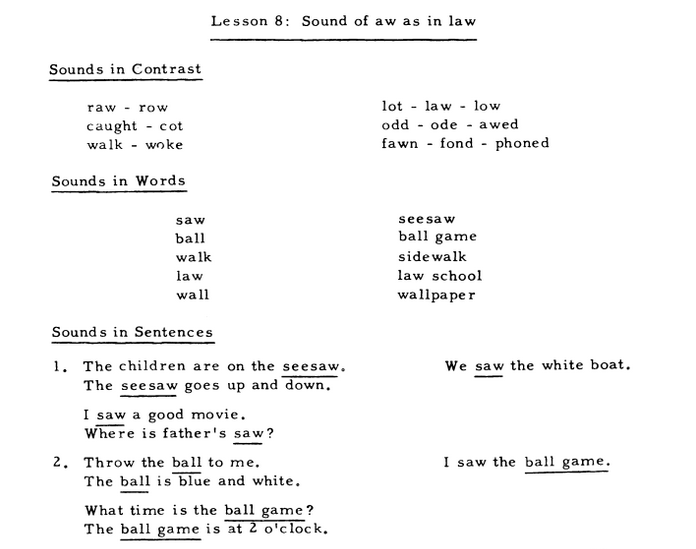 Lesson 8: Sound of aw as in law
Sounds in Contrast
raw - row
caught - cot
walk - woke
lot - law - low
odd - ode - awed
fawn - fond - phoned
Sounds in Words
saw
ball
walk
law
wall
seesaw
ball game
sidewalk
law school
wallpaper
Sounds in Sentences
1. The children are on the seesaw.
The seesaw goes up and down.
I saw a good movie.
Where is father's saw?
We saw the white boat.
2. Throw the ball to me.
The ball is blue and white.
What time is the ball game?
The ball game is at 2 o'clock.
I saw the ball game.